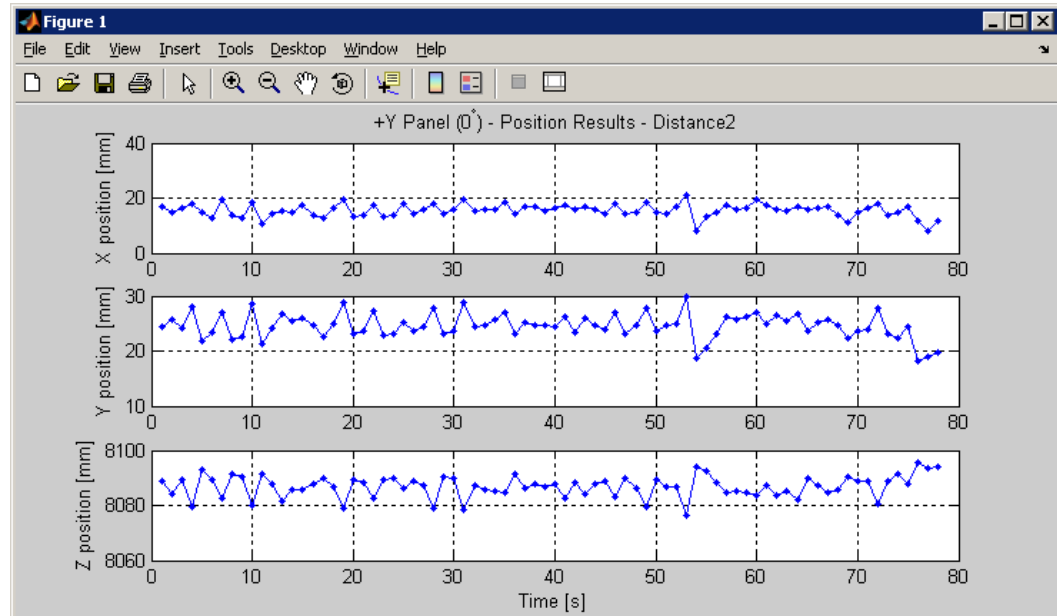 Figure 1
File Edit View Insert Tools Desktop Window Help
+Y Panel (0°) - Position Results - Distance2
X position [mm]
40
20
0
0 10 20 30 40 50 60 70 80
Y position [mm]
30
20
10
0 10 20 30 40 50 60 70 80
Z position [mm]
8100
8080
8060
0 10 20 30 40 50 60 70 80
Time [s]